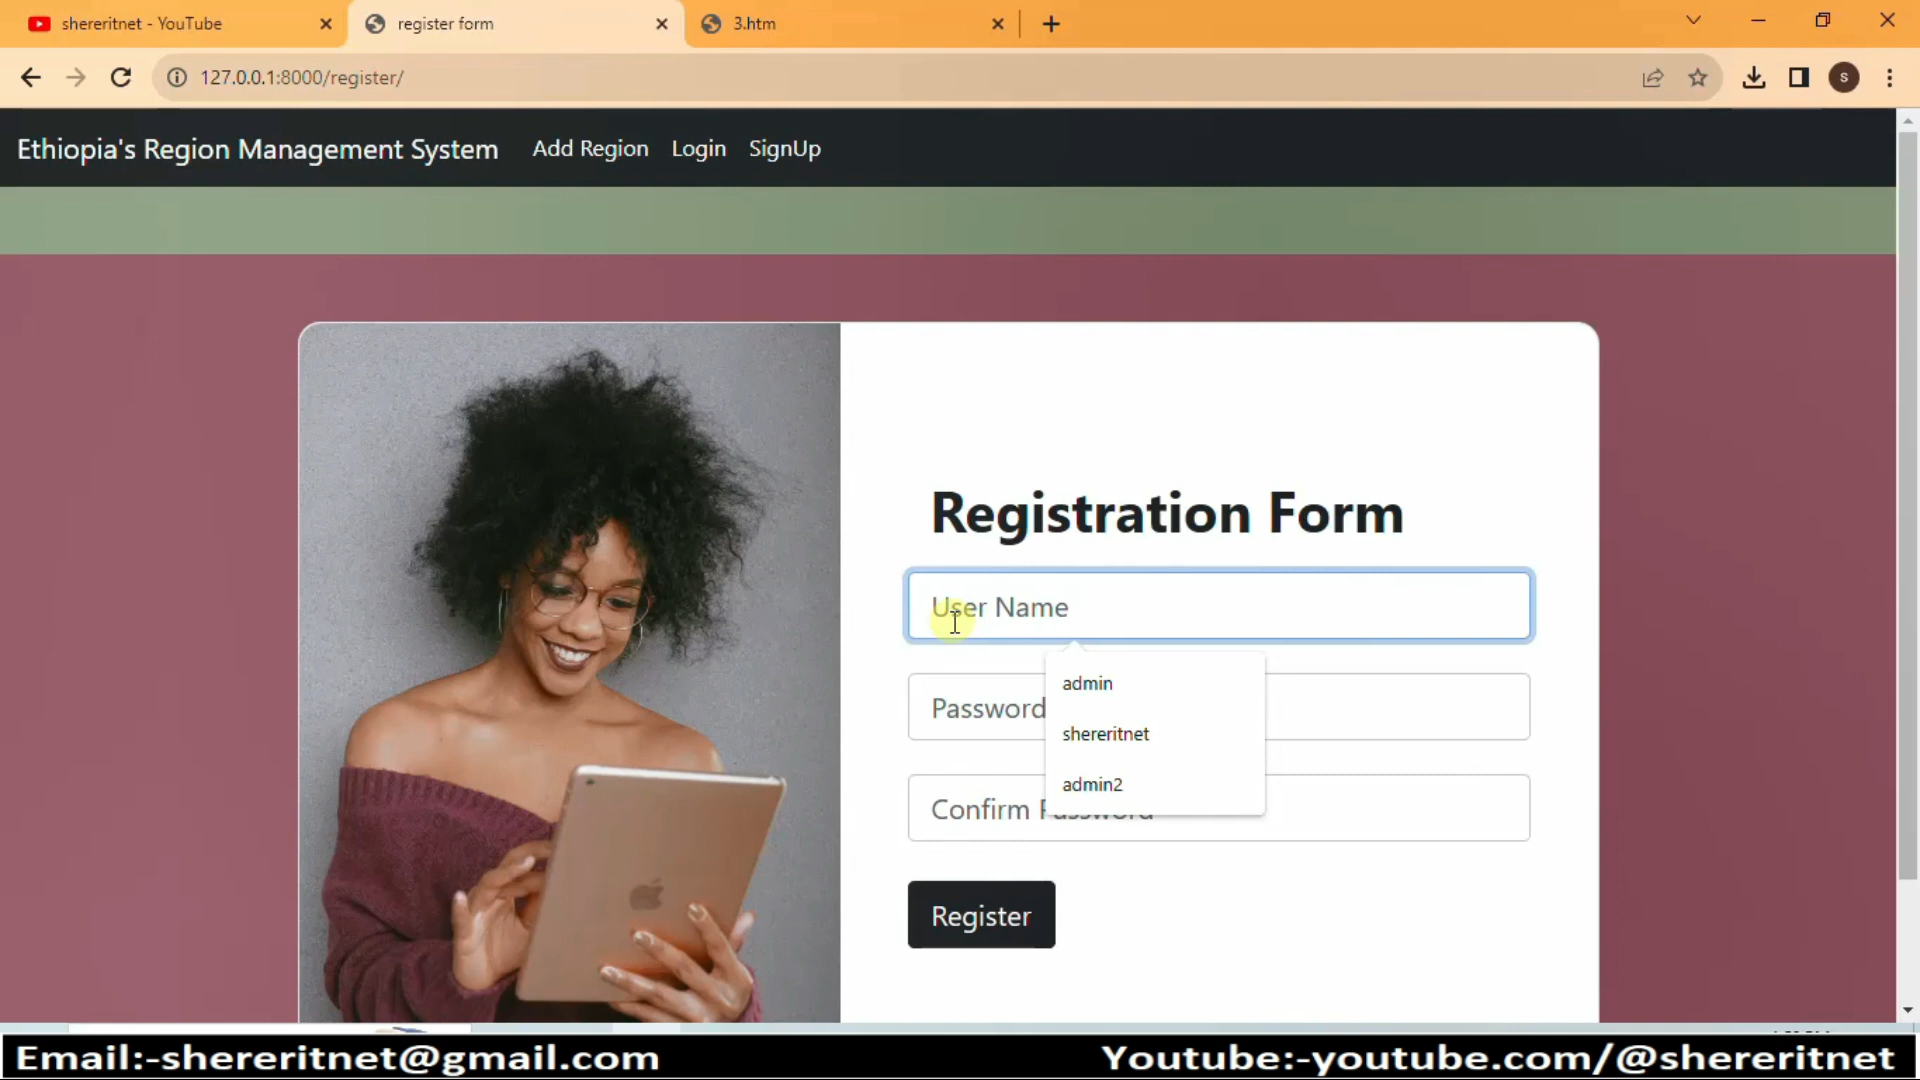 shereritnet - YouTube
register form
3.htm
127.0.0.1:8000/register/
S
Ethiopia's Region Management System
Add Region
Login
SignUp
Registration Form
User Name
admin
Password
shereritnet
admin2
Confirm Password
Register
Email:-shereritnet@gmail.com
Youtube:-youtube.com/@shereritnet